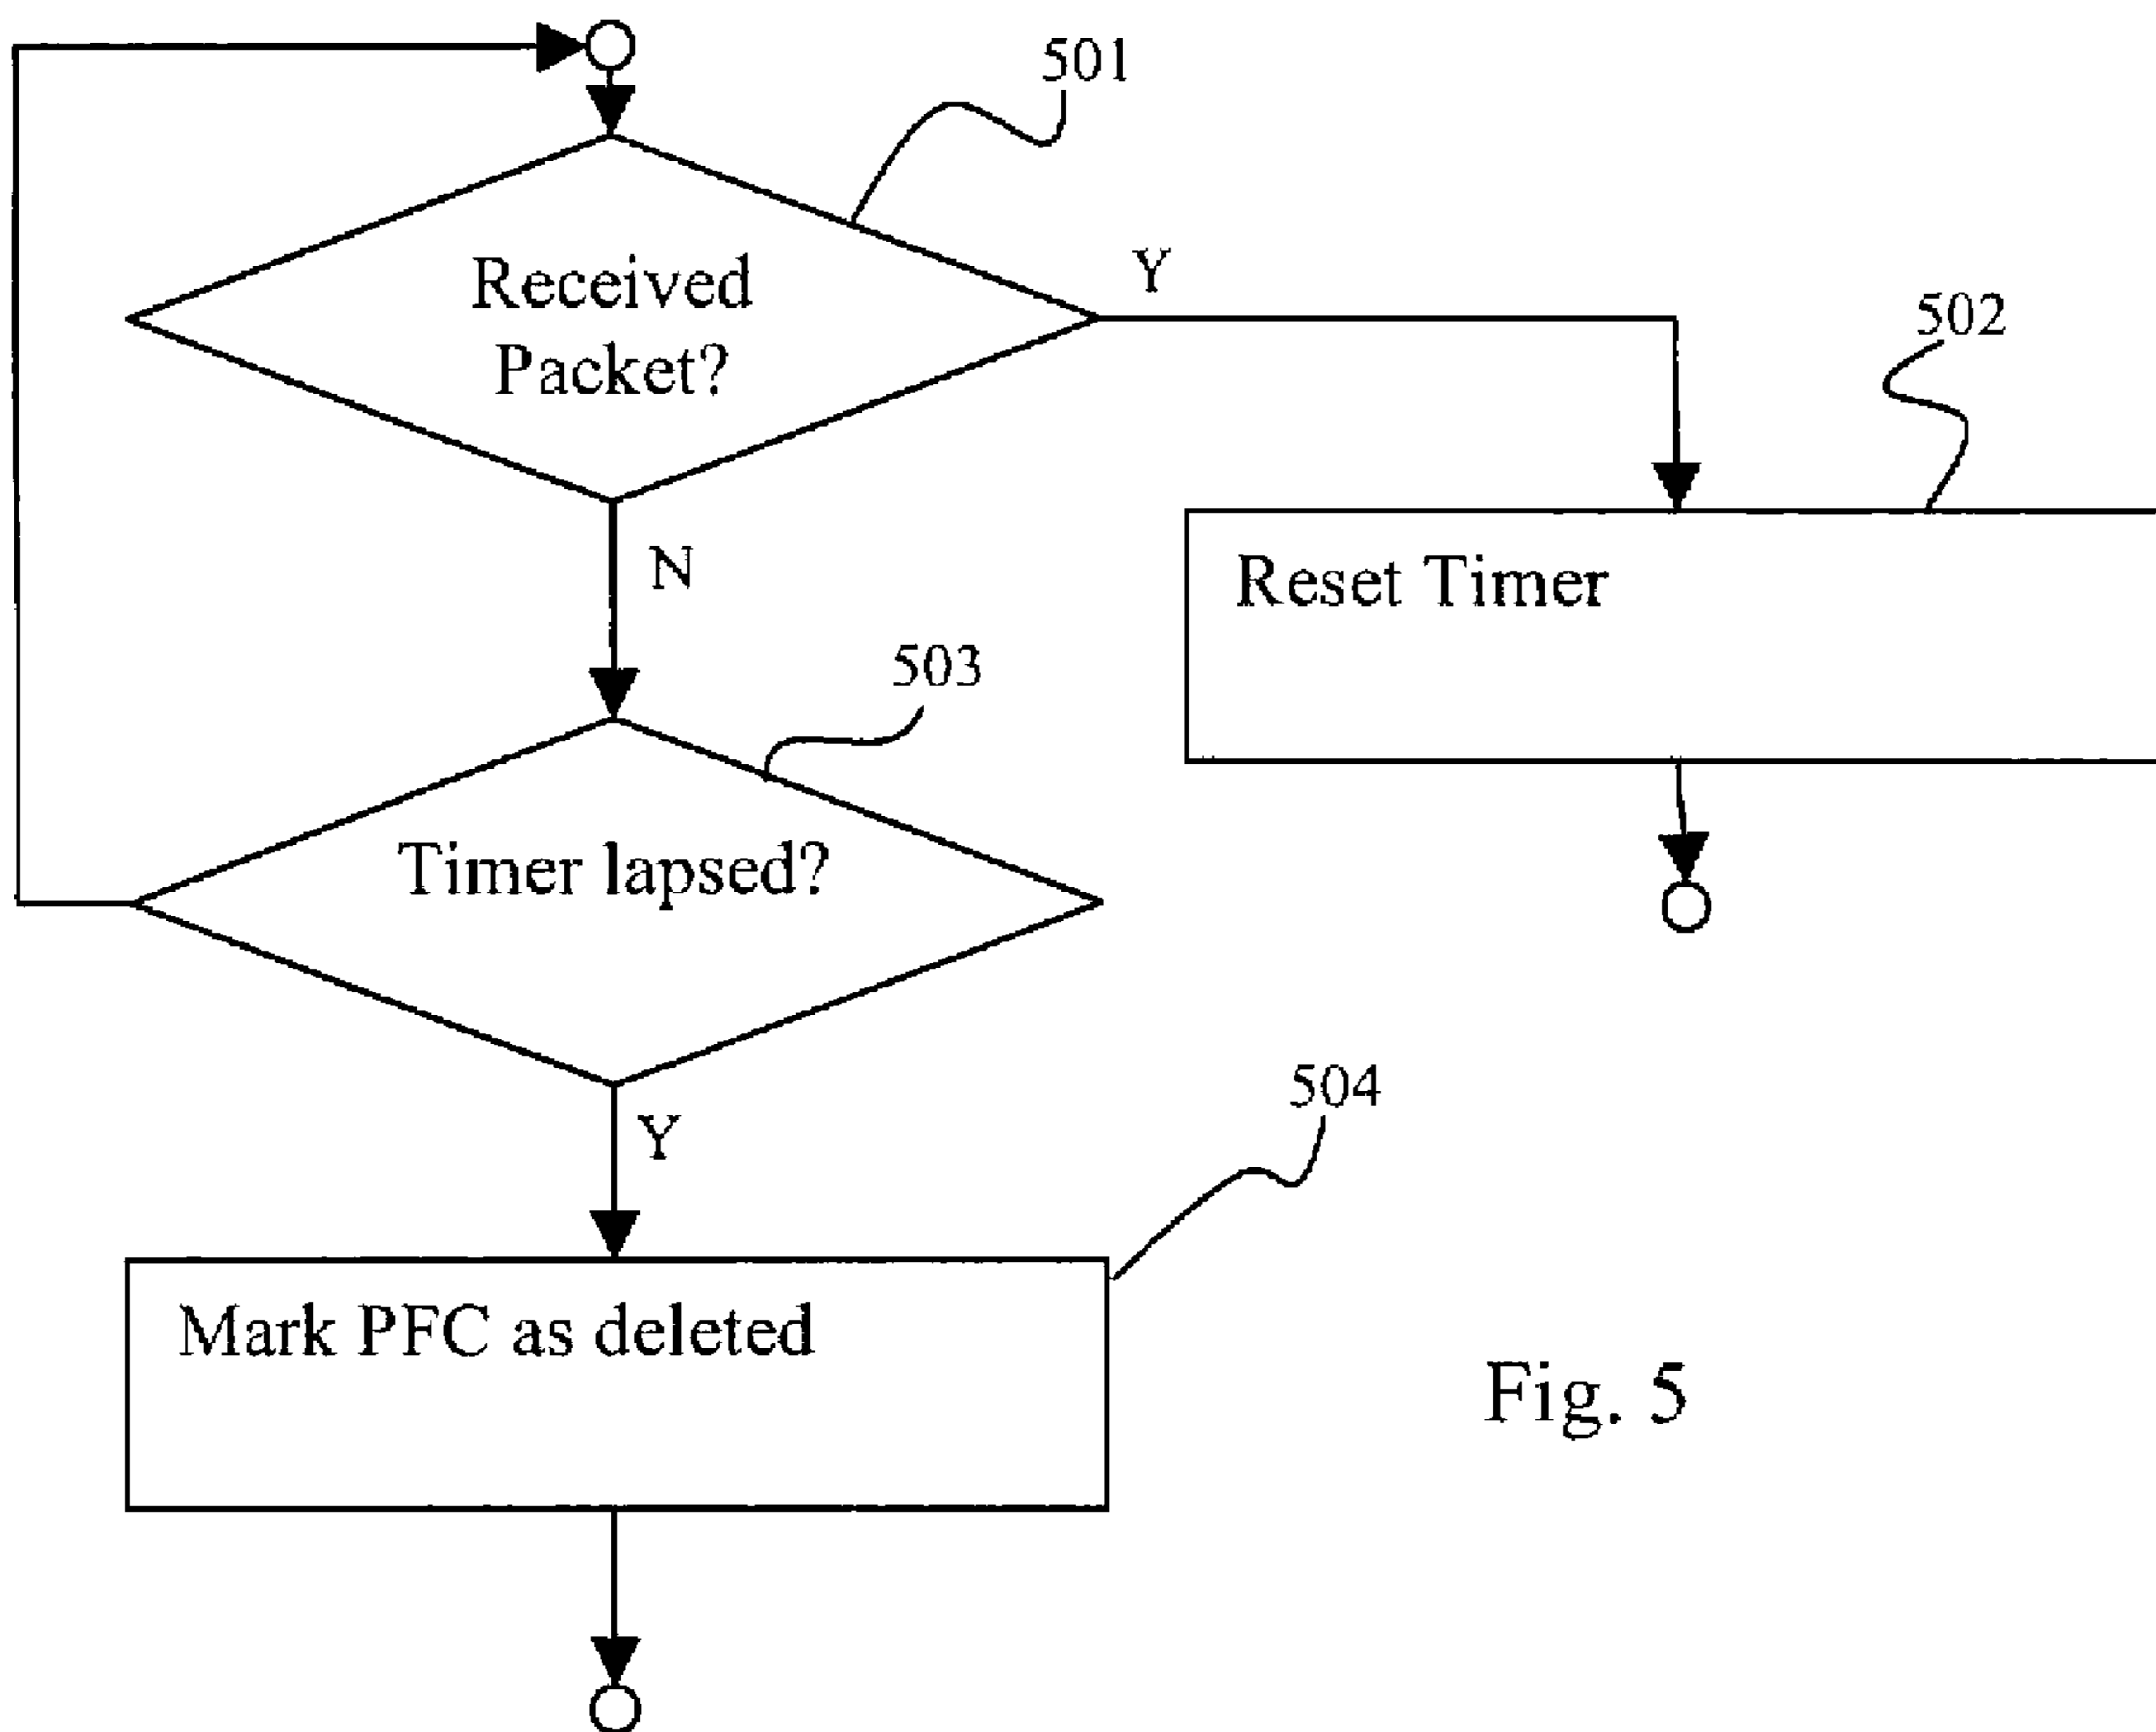 501
Received
Packet?
Y
502
N
Reset Timer
503
Timer lapsed?
504
Y
Mark PFC as deleted
Fig. 5